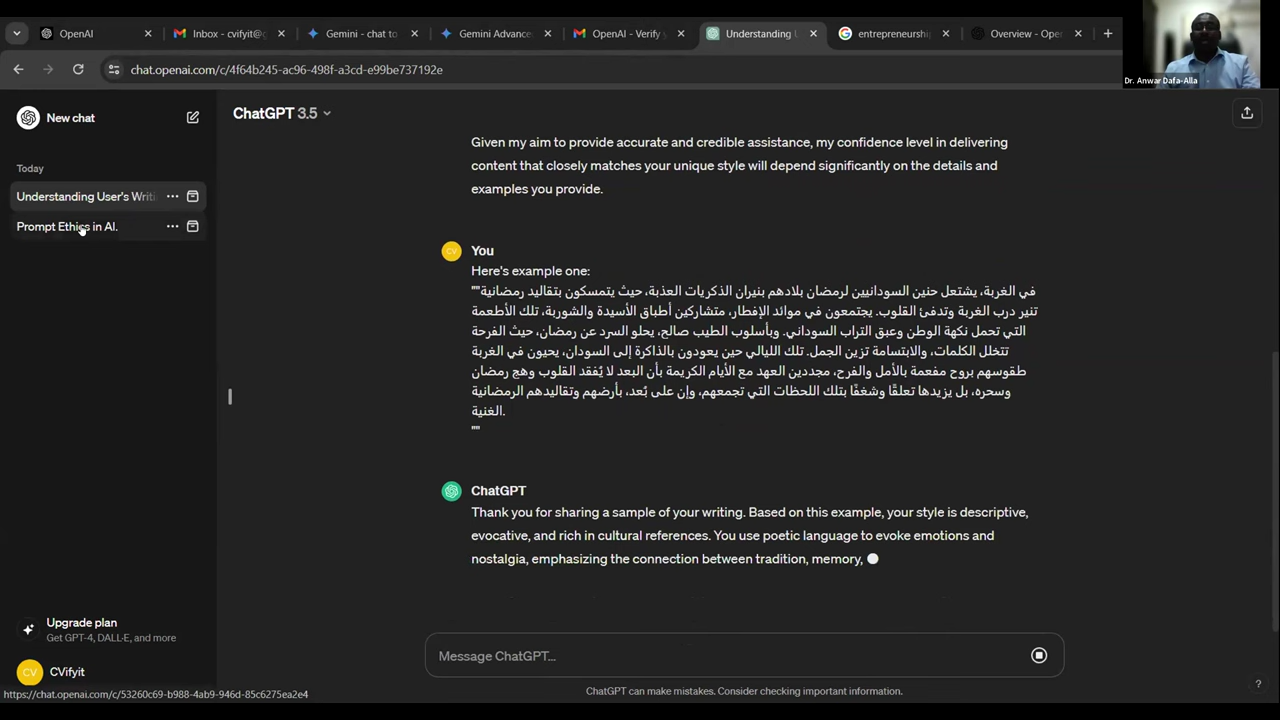 OpenAI
Inbox - cvifyit@g
Gemini - chat to
Gemini Advance
OpenAI - Verify y
Understanding U
entrepreneurshi
Overview - Ope
chat.openai.com/c/4f64b245-ac96-498f-a3cd-e99be737192e
Dr. Anwar Dafa-Alla
New chat
ChatGPT 3.5
Today
Understanding User's Writi
Prompt Ethics in AI.
Given my aim to provide accurate and credible assistance, my confidence level in delivering
content that closely matches your unique style will depend significantly on the details and
examples you provide.
CV
You
Here's example one:
""في الغربة، يشتعل حنين السودانيين لرمضان بلادهم بنيران الذكريات العذبة، حيث يتمسكون بتقاليد رمضانية
تنير درب الغربة وتدفئ القلوب. يجتمعون في موائد الإفطار، متشاركين أطباق الأسيدة والشوربة، تلك الأطعمة
التي تحمل نكهة الوطن وعبق التراب السوداني. وبأسلوب الطيب صالح، يحلو السرد عن رمضان، حيث الفرحة
تتخلل الكلمات، والابتسامة تزين الجمل. تلك الليالي حين يعودون بالذاكرة إلى السودان، يحيون في الغربة
طقوسهم بروح مفعمة بالأمل والفرح، مجددين العهد مع الأيام الكريمة بأن البعد لا يُفقد القلوب وهج رمضان
وسحره، بل يزيدها تعلقًا وشغفًا بتلك اللحظات التي تجمعهم، وإن على بُعد، بأرضهم وتقاليدهم الرمضانية
الغنية.
""
ChatGPT
Thank you for sharing a sample of your writing. Based on this example, your style is descriptive,
evocative, and rich in cultural references. You use poetic language to evoke emotions and
nostalgia, emphasizing the connection between tradition, memory,
Upgrade plan
Get GPT-4, DALL·E, and more
Message ChatGPT...
CV
CVifyit
ChatGPT can make mistakes. Consider checking important information.
?
https://chat.openai.com/c/53260c69-b988-4ab9-946d-85c6275ea2e4